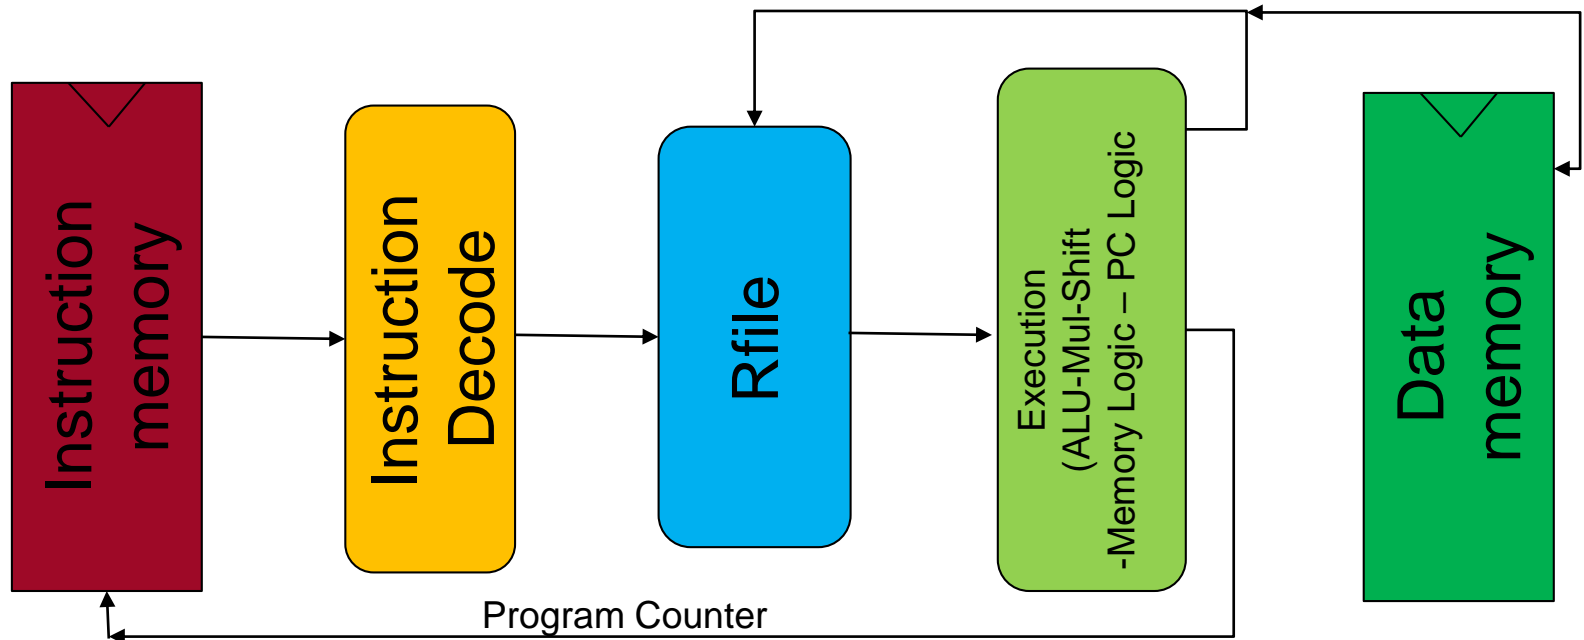 Instruction
memory
Instruction
Decode
Rfile
Execution
(ALU-Mul-Shift
-Memory Logic – PC Logic
Data
memory
Program Counter